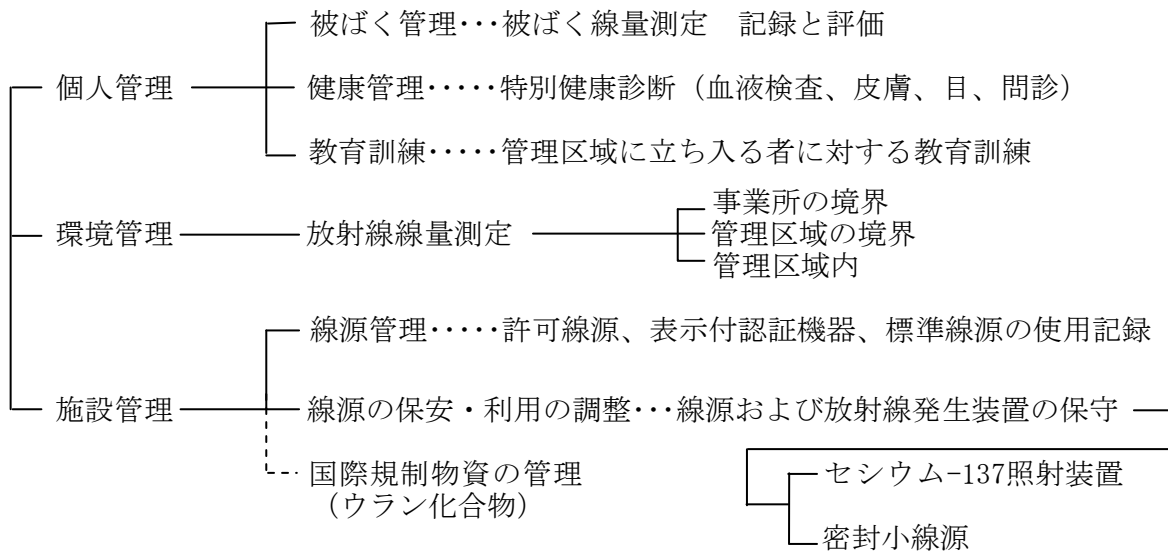 被ばく管理･･･被ばく線量測定　記録と評価
個人管理
健康管理･････特別健康診断（血液検査、皮膚、目、問診）
教育訓練･････管理区域に立ち入る者に対する教育訓練
環境管理
放射線線量測定
事業所の境界
管理区域の境界
管理区域内
線源管理･････許可線源、表示付認証機器、標準線源の使用記録
施設管理
線源の保安・利用の調整･･･線源および放射線発生装置の保守
国際規制物資の管理
（ウラン化合物）
セシウム-137照射装置
密封小線源